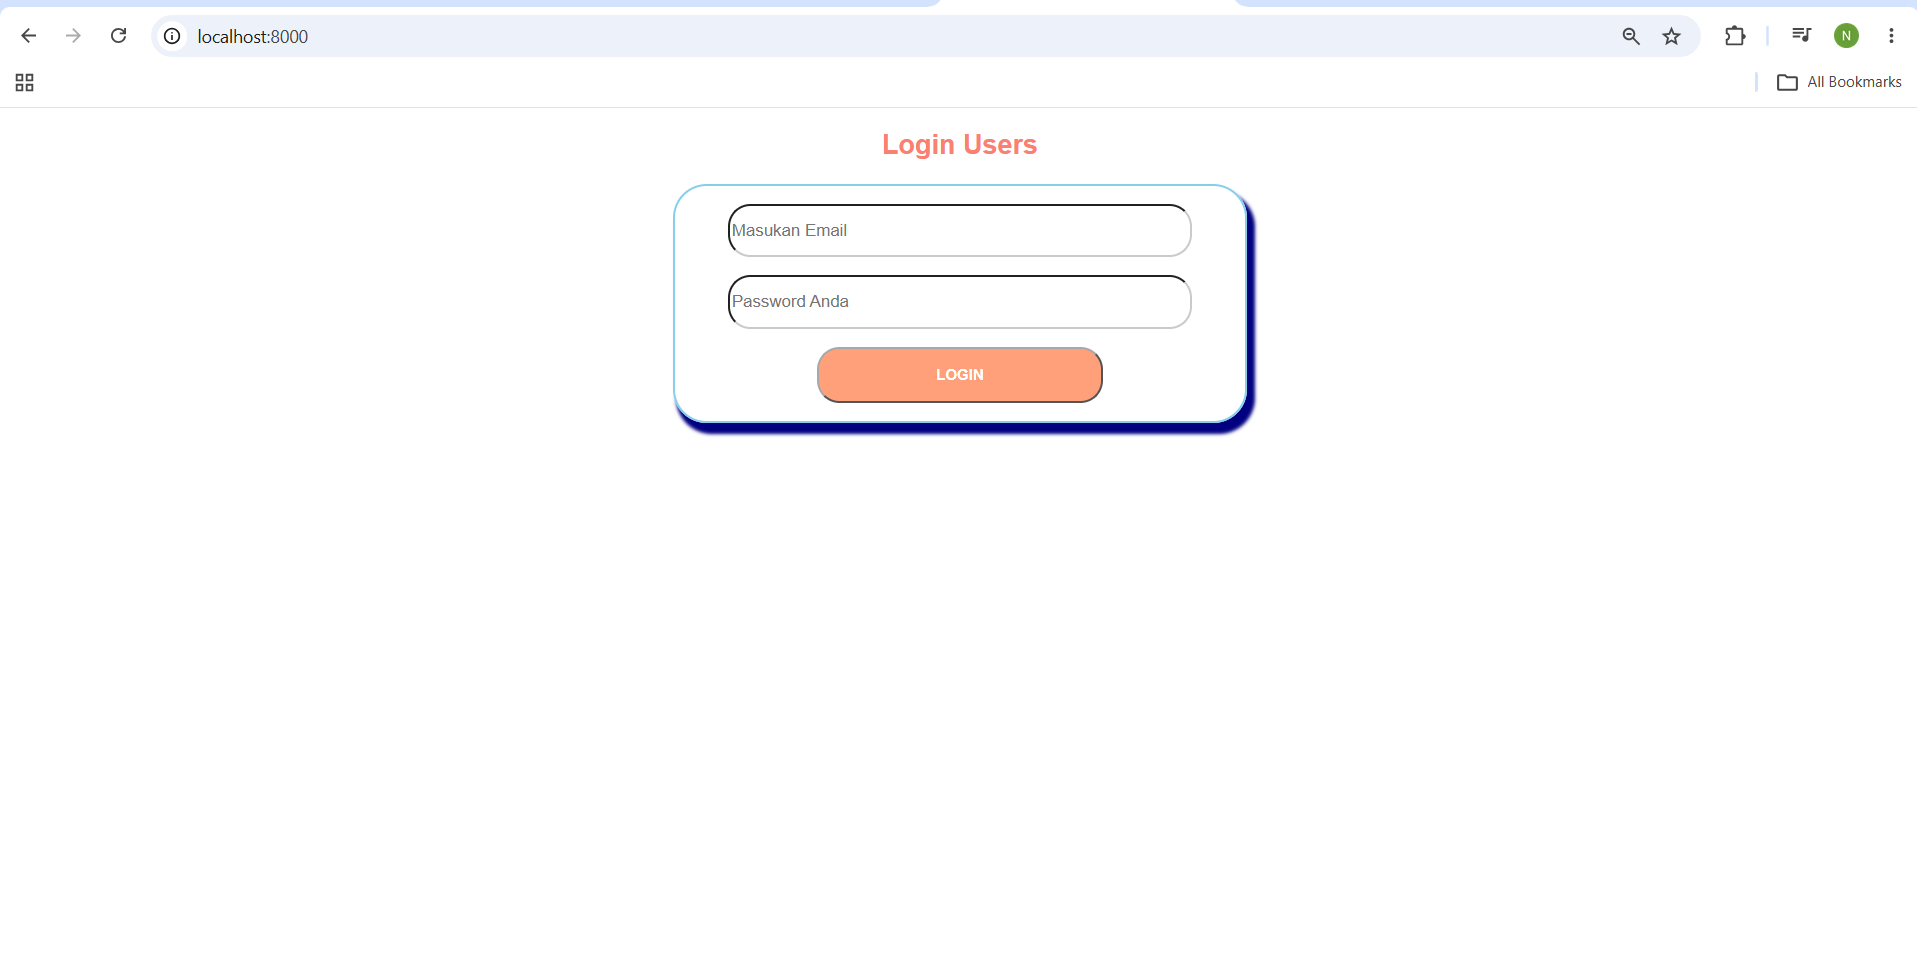 localhost:8000
N
All Bookmarks
Login Users
Masukan Email
Password Anda
LOGIN